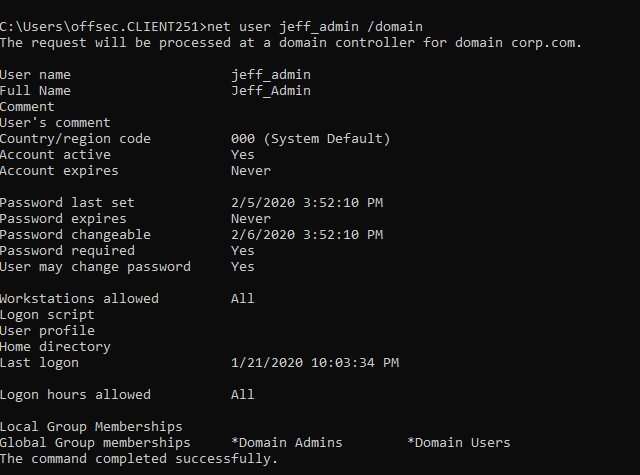 C:\Users\offsec.CLIENT251>net user jeff_admin /domain
The request will be processed at a domain controller for domain corp.com.
User name                    jeff_admin
Full Name                    Jeff_Admin
Comment
User's comment
Country/region code          000 (System Default)
Account active               Yes
Account expires              Never
Password last set            2/5/2020 3:52:10 PM
Password expires             Never
Password changeable          2/6/2020 3:52:10 PM
Password required            Yes
User may change password     Yes
Workstations allowed         All
Logon script
User profile
Home directory
Last logon                   1/21/2020 10:03:34 PM
Logon hours allowed          All
Local Group Memberships
Global Group memberships     *Domain Admins        *Domain Users
The command completed successfully.